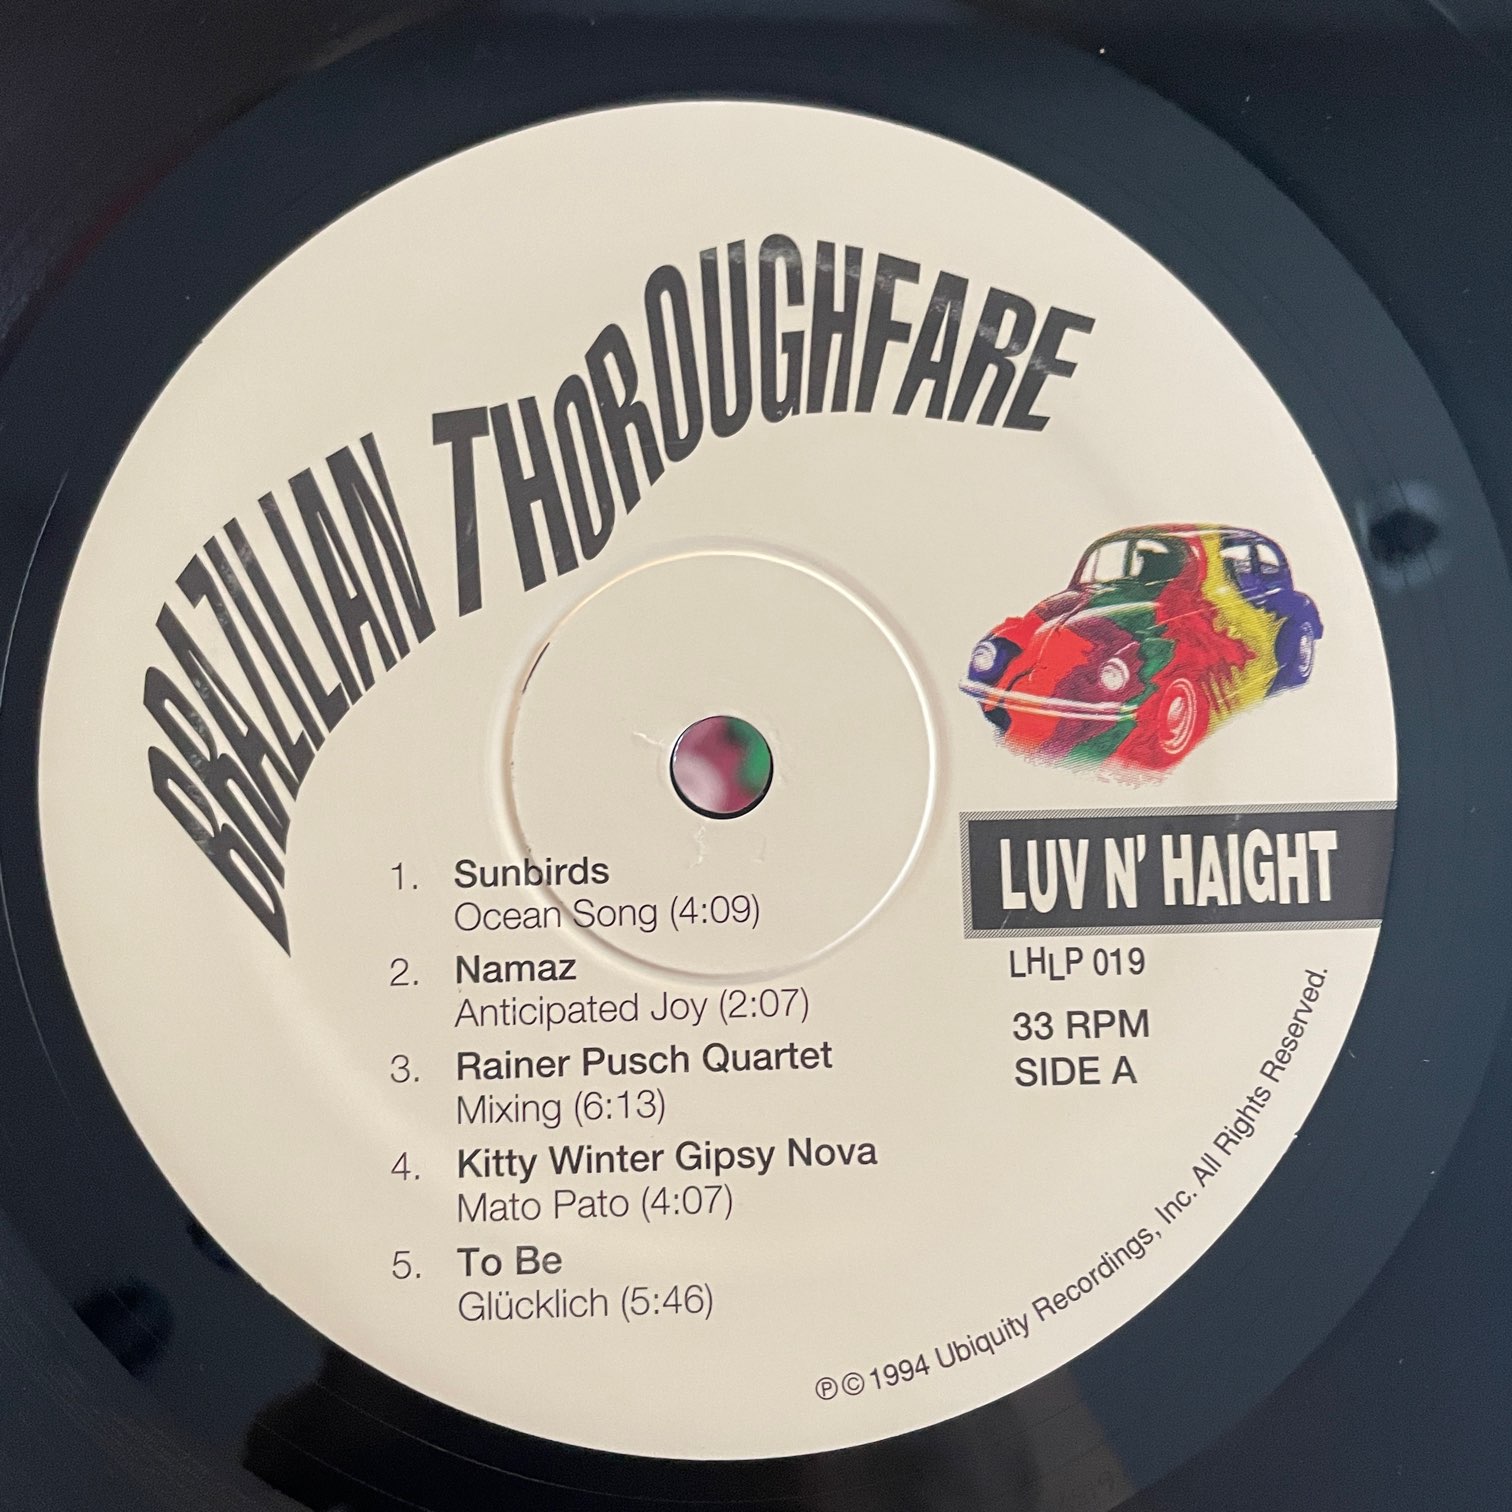 BRAZILIAN THOROUGHFARE
1. Sunbirds
Ocean Song (4:09)
2. Namaz
Anticipated Joy (2:07)
3. Rainer Pusch Quartet
Mixing (6:13)
4. Kitty Winter Gipsy Nova
Mato Pato (4:07)
5. To Be
Glücklich (5:46)
LUV N' HAIGHT
LHLP 019
33 RPM
SIDE A
℗©1994 Ubiquity Recordings, Inc. All Rights Reserved.